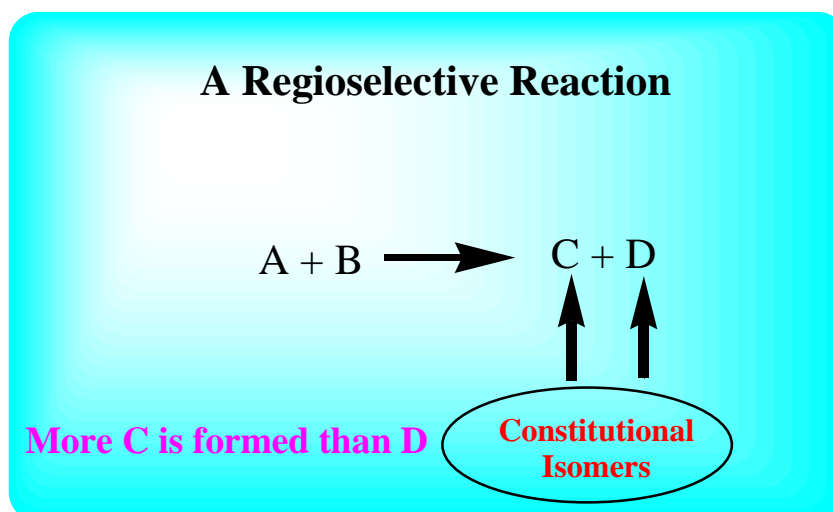 A Regioselective Reaction
A + B C + D
More C is formed than D
Constitutional
Isomers